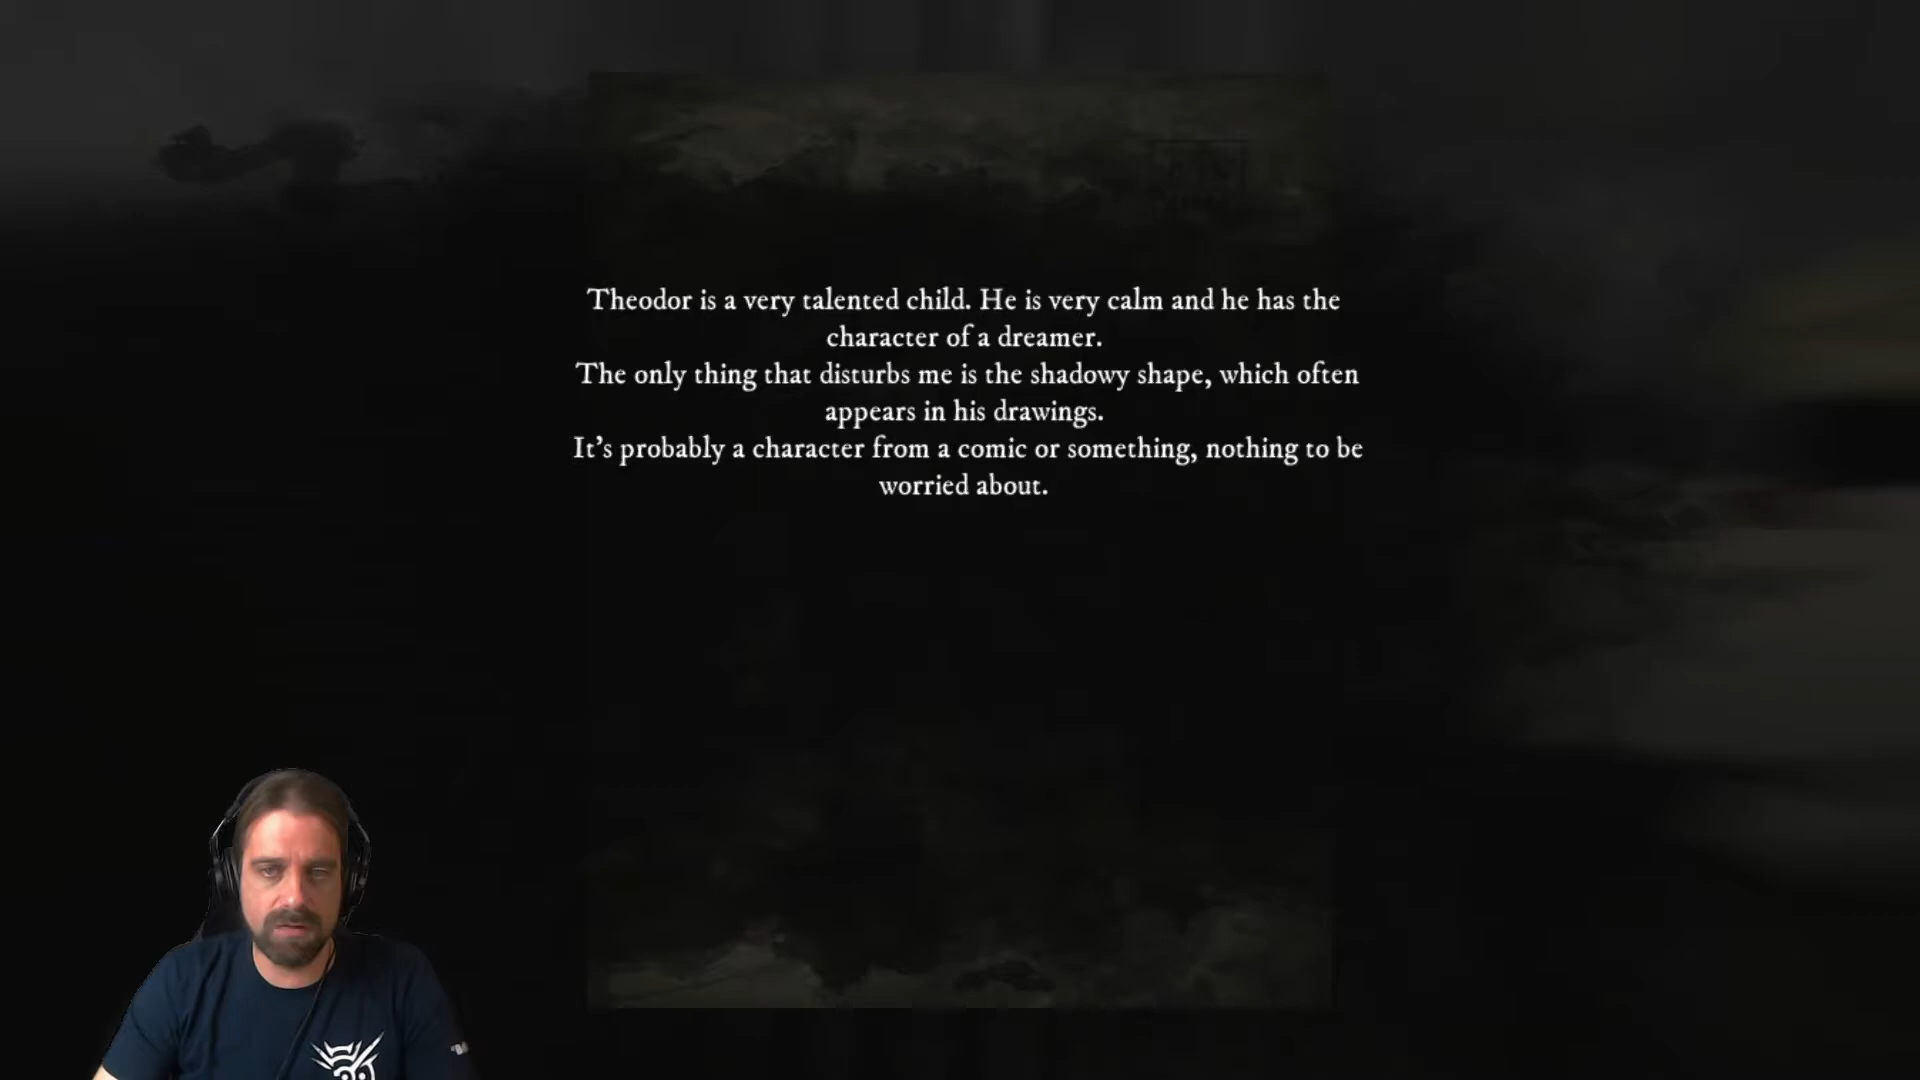 Theodor is a very talented child. He is very calm and he has the
character of a dreamer.
The only thing that disturbs me is the shadowy shape, which often
appears in his drawings.
It's probably a character from a comic or something, nothing to be
worried about.